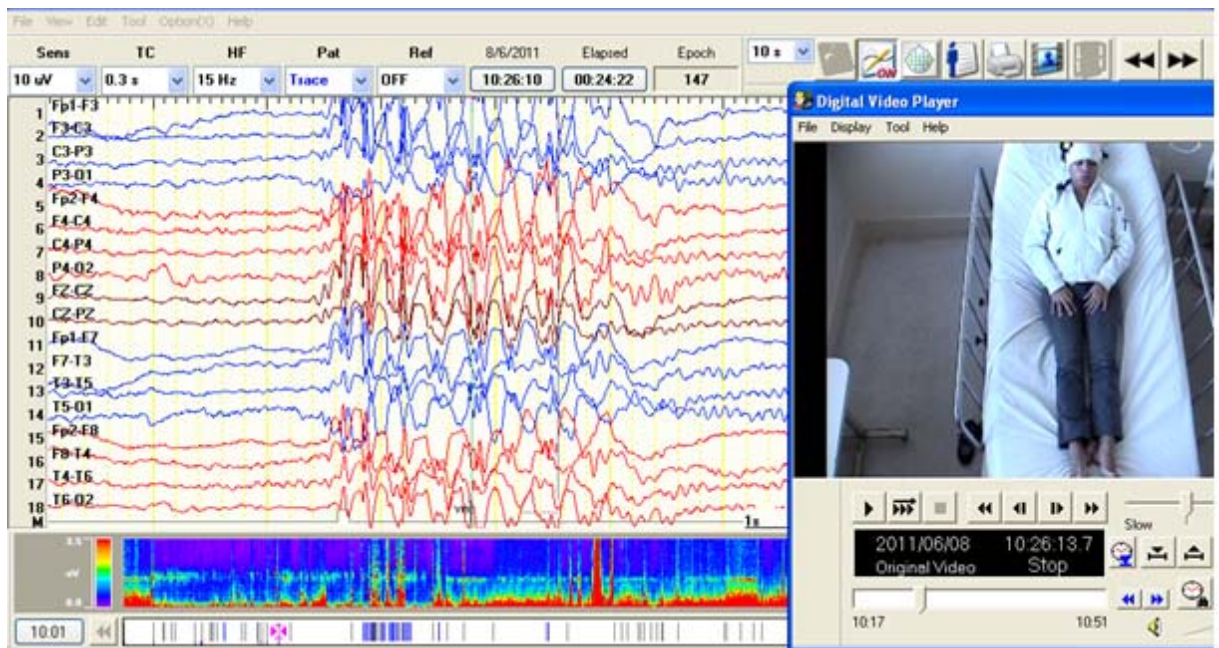 File View Edit Tool Option(X) Help
Sens TC HF Pat Ref 8/6/2011 Elapsed Epoch 10 s
10 uV 0.3 s 15 Hz Trace OFF 10:26:10 00:24:22 147
ON
1 Fp1-F3
2 F3-C3
3 C3-P3
4 P3-O1
5 Fp2-F4
6 F4-C4
7 C4-P4
8 P4-O2
9 FZ-CZ
10 CZ-PZ
11 Fp1-F7
12 F7-T3
13 T3-T5
14 T5-O1
15 Fp2-F8
16 F8-T4
17 T4-T6
18 T6-O2
M 1s
uV
0.0
10:01
Digital Video Player
File Display Tool Help
Slow
2011/06/08 10:26:13.7
Original Video Stop
10:17 10:51